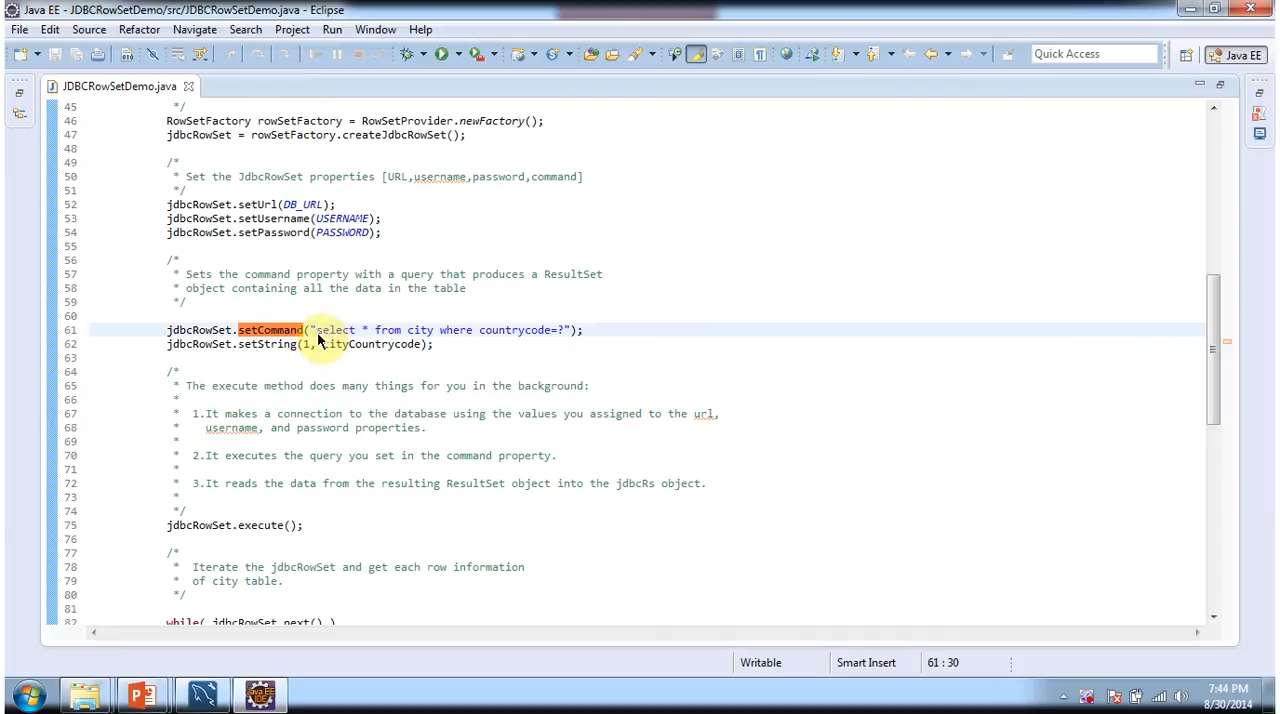 Java EE - JDBCRowSetDemo/src/JDBCRowSetDemo.java - Eclipse
File Edit Source Refactor Navigate Search Project Run Window Help
Quick Access
Java EE
JDBCRowSetDemo.java
45 */
46 RowSetFactory rowSetFactory = RowSetProvider.newFactory();
47 jdbcRowSet = rowSetFactory.createJdbcRowSet();
48
49 /*
50 * Set the JdbcRowSet properties [URL,username,password,command]
51 */
52 jdbcRowSet.setUrl(DB_URL);
53 jdbcRowSet.setUsername(USERNAME);
54 jdbcRowSet.setPassword(PASSWORD);
55
56 /*
57 * Sets the command property with a query that produces a ResultSet
58 * object containing all the data in the table
59 */
60
61 jdbcRowSet.setCommand("select * from city where countrycode=?");
62 jdbcRowSet.setString(1, cityCountrycode);
63
64 /*
65 * The execute method does many things for you in the background:
66 *
67 * 1.It makes a connection to the database using the values you assigned to the url,
68 * username, and password properties.
69 *
70 * 2.It executes the query you set in the command property.
71 *
72 * 3.It reads the data from the resulting ResultSet object into the jdbcRs object.
73 *
74 */
75 jdbcRowSet.execute();
76
77 /*
78 * Iterate the jdbcRowSet and get each row information
79 * of city table.
80 */
81
82 while( jdbcRowSet.next() )
Writable Smart Insert 61 : 30
Java EE IDE
7:44 PM
8/30/2014